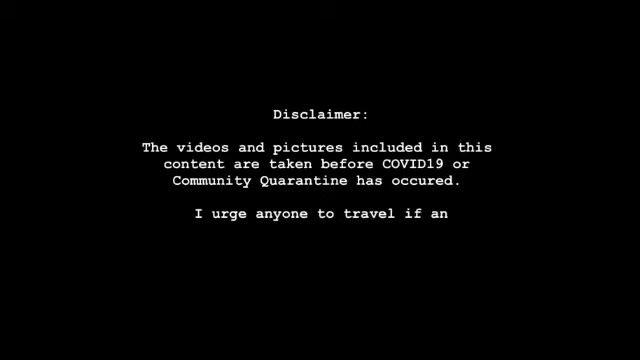 Disclaimer:
The videos and pictures included in this
content are taken before COVID19 or
Community Quarantine has occured.
I urge anyone to travel if an